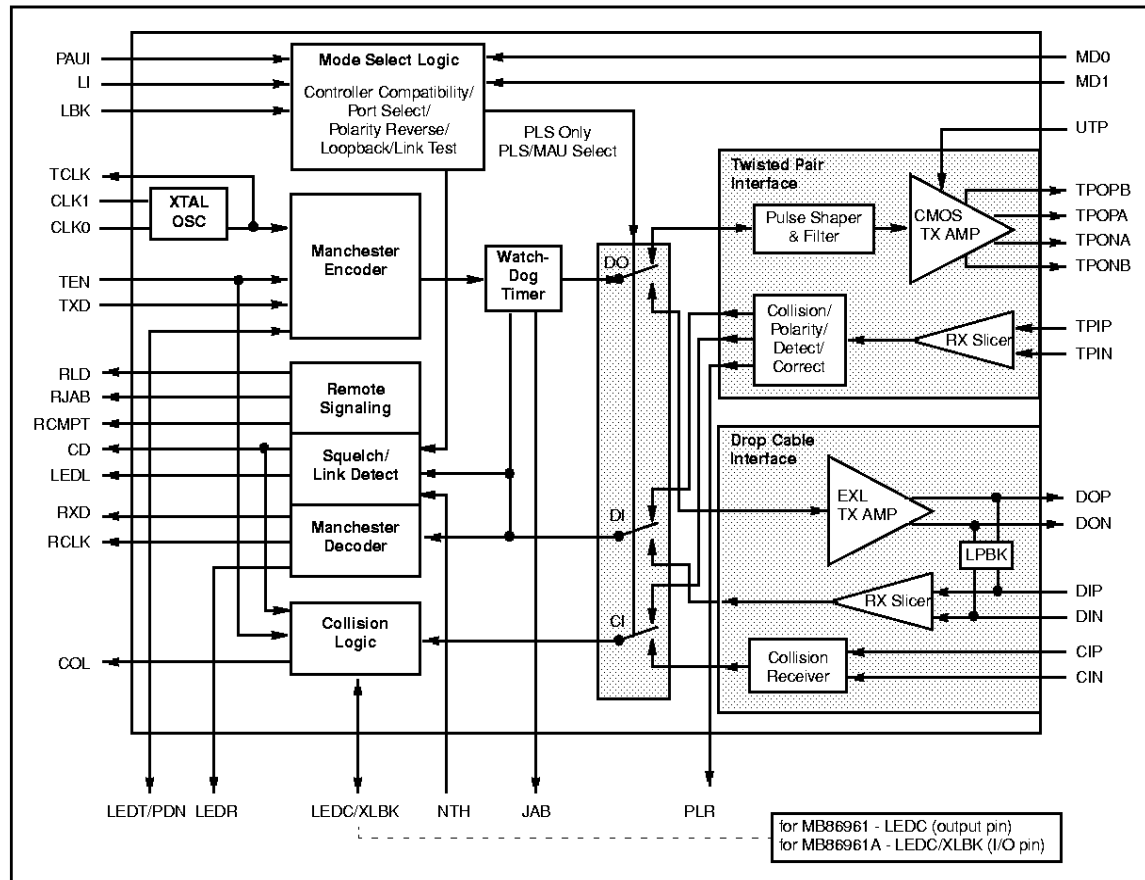 PAUI
LI
LBK
Mode Select Logic
Controller Compatibility/
Port Select/
Polarity Reverse/
Loopback/Link Test
MD0
MD1
UTP
PLS Only
PLS/MAU Select
TCLK
CLK1
CLK0
XTAL
OSC
TEN
TXD
Manchester
Encoder
Watch-
Dog
Timer
DO
Twisted Pair
Interface
Pulse Shaper
& Filter
CMOS
TX AMP
TPOPB
TPOPA
TPONA
TPONB
Collision/
Polarity/
Detect/
Correct
RX Slicer
TPIP
TPIN
RLD
RJAB
RCMPT
CD
LEDL
RXD
RCLK
Remote
Signaling
Squelch/
Link Detect
Manchester
Decoder
DI
Drop Cable
Interface
EXL
TX AMP
DOP
DON
LPBK
RX Slicer
DIP
DIN
Collision
Logic
COL
CI
Collision
Receiver
CIP
CIN
LEDT/PDN
LEDR
LEDC/XLBK
NTH
JAB
PLR
for MB86961 - LEDC (output pin)
for MB86961A - LEDC/XLBK (I/O pin)